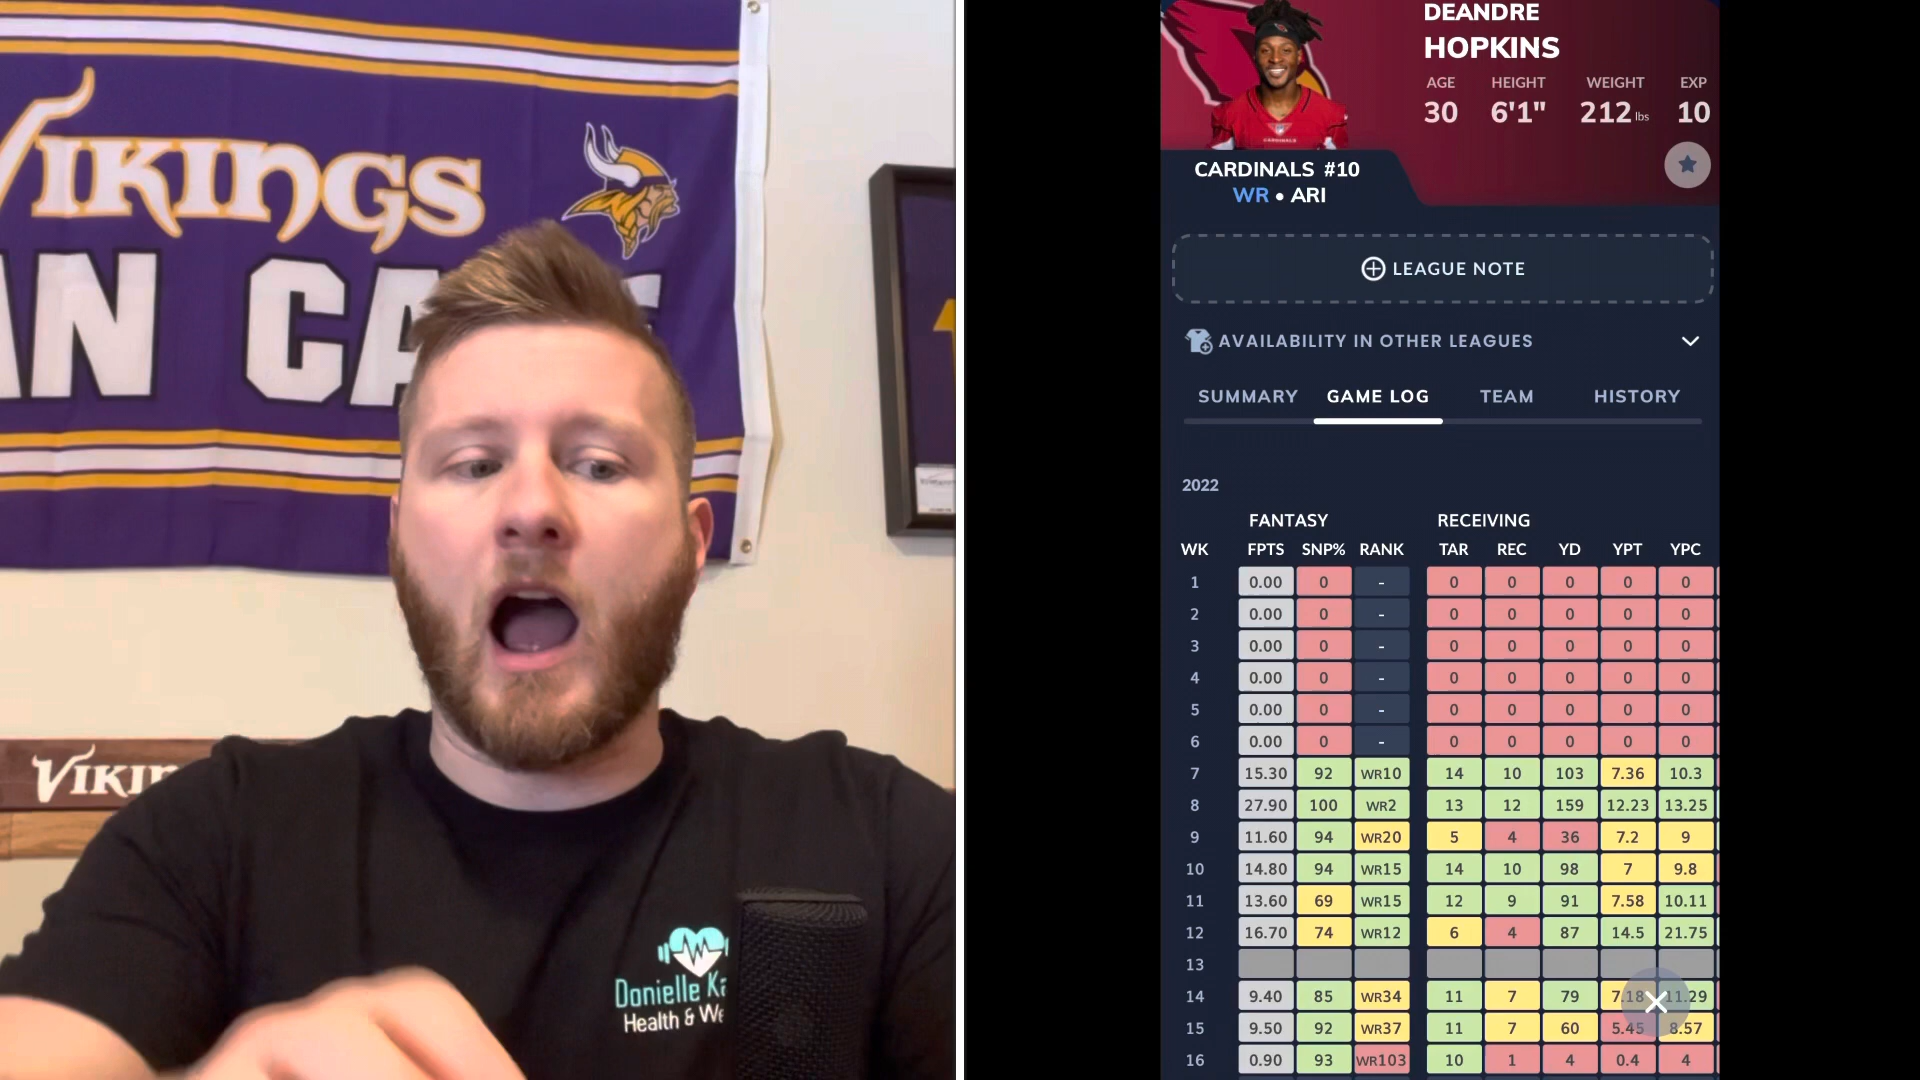 VIKINGS
AN CA
VIKIN
Donielle Ka
Health & We
DEANDRE
HOPKINS
AGE HEIGHT WEIGHT EXP
30 6'1" 212 lbs 10
CARDINALS #10
WR • ARI
LEAGUE NOTE
AVAILABILITY IN OTHER LEAGUES
SUMMARY GAME LOG TEAM HISTORY
2022
FANTASY RECEIVING
WK FPTS SNP% RANK TAR REC YD YPT YPC
1 0.00 0 - 0 0 0 0 0
2 0.00 0 - 0 0 0 0 0
3 0.00 0 - 0 0 0 0 0
4 0.00 0 - 0 0 0 0 0
5 0.00 0 - 0 0 0 0 0
6 0.00 0 - 0 0 0 0 0
7 15.30 92 WR10 14 10 103 7.36 10.3
8 27.90 100 WR2 13 12 159 12.23 13.25
9 11.60 94 WR20 5 4 36 7.2 9
10 14.80 94 WR15 14 10 98 7 9.8
11 13.60 69 WR15 12 9 91 7.58 10.11
12 16.70 74 WR12 6 4 87 14.5 21.75
13
14 9.40 85 WR34 11 7 79 7.18 11.29
15 9.50 92 WR37 11 7 60 5.45 8.57
16 0.90 93 WR103 10 1 4 0.4 4